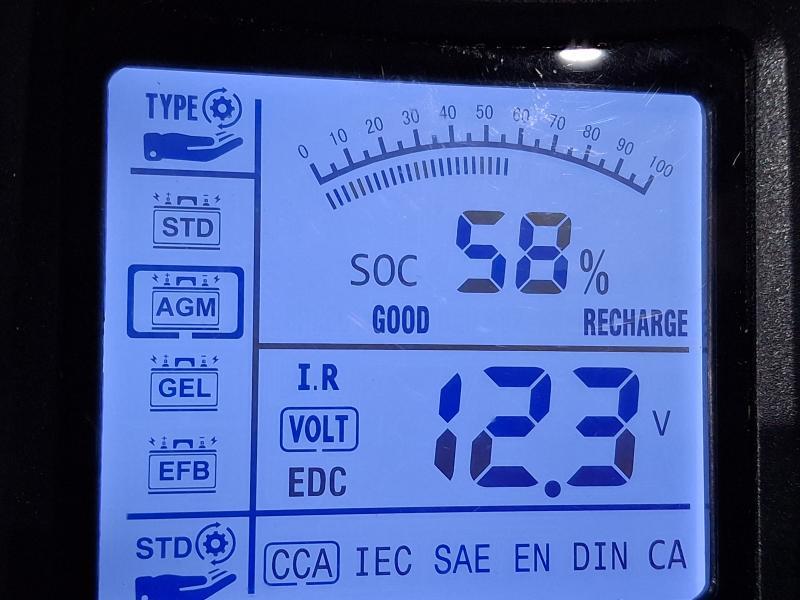 TYPE
0 10 20 30 40 50 60 70 80 90 100
STD
SOC 58 %
AGM
GOOD RECHARGE
I.R
GEL
VOLT 12.3 V
EFB
EDC
STD
CCA IEC SAE EN DIN CA